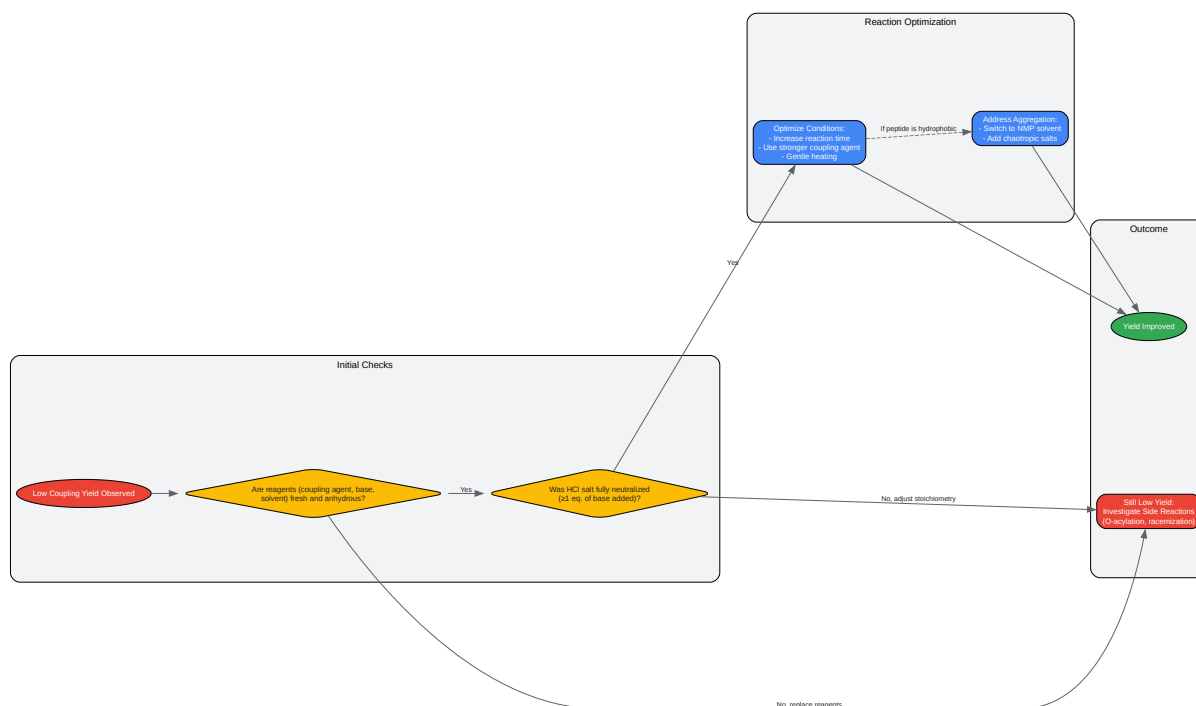 Reaction Optimization
Optimize Conditions:
- Increase reaction time
- Use stronger coupling agent
- Gentle heating
If peptide is hydrophobic
Address Aggregation:
- Switch to NMP solvent
- Add chaotropic salts
Outcome
Yes
Yield Improved
Initial Checks
Low Coupling Yield Observed
Are reagents (coupling agent, base,
solvent) fresh and anhydrous?
Yes
Was HCl salt fully neutralized
(≥1 eq. of base added)?
No, adjust stoichiometry
Still Low Yield:
Investigate Side Reactions
(O-acylation, racemization)
No, replace reagents